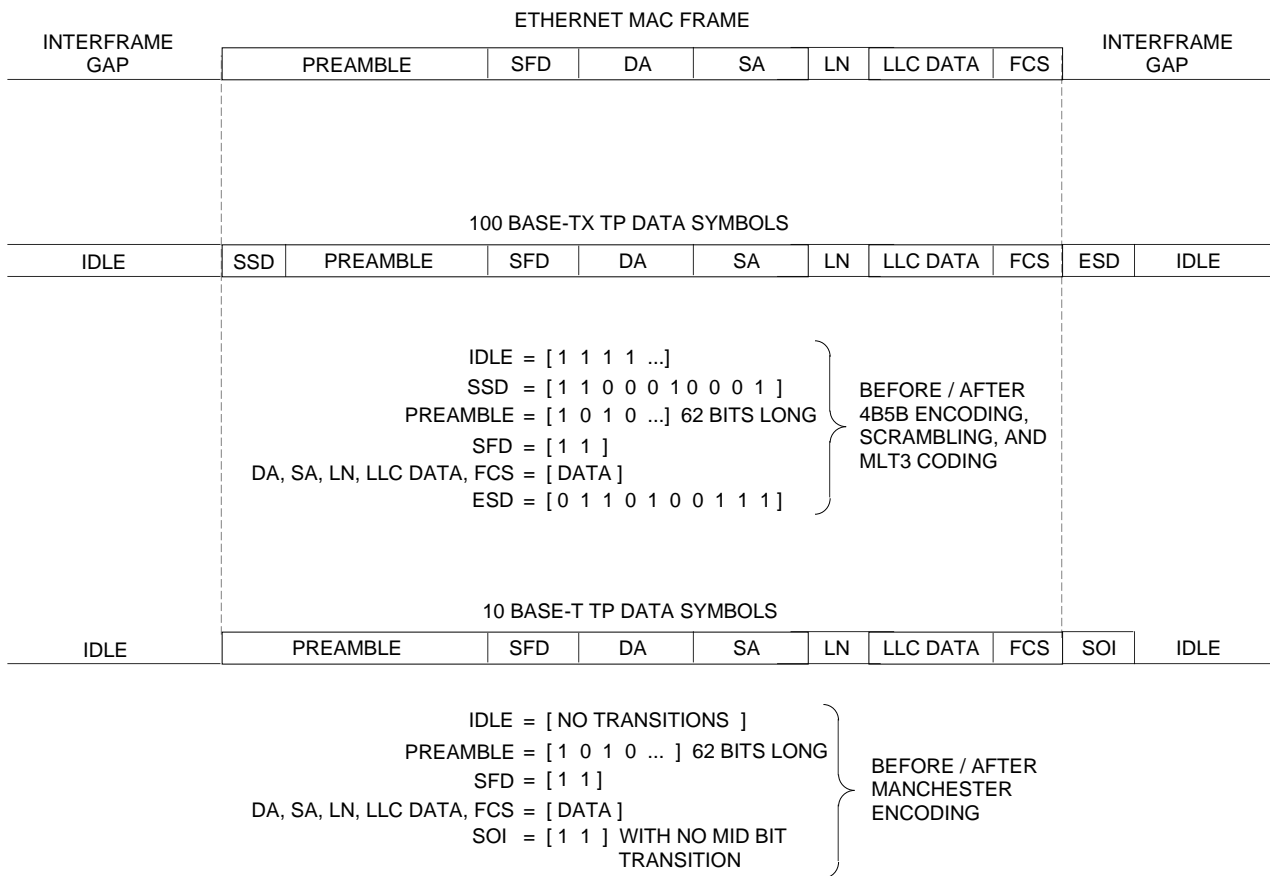 ETHERNET MAC FRAME
INTERFRAME GAP
PREAMBLE SFD DA SA LN LLC DATA FCS
INTERFRAME GAP
100 BASE-TX TP DATA SYMBOLS
IDLE SSD PREAMBLE SFD DA SA LN LLC DATA FCS ESD IDLE
IDLE = [ 1 1 1 1 ...]
SSD = [ 1 1 0 0 0 1 0 0 0 1 ]
PREAMBLE = [ 1 0 1 0 ...] 62 BITS LONG
SFD = [ 1 1 ]
DA, SA, LN, LLC DATA, FCS = [ DATA ]
ESD = [ 0 1 1 0 1 0 0 1 1 1 ]
BEFORE / AFTER
4B5B ENCODING,
SCRAMBLING, AND
MLT3 CODING
10 BASE-T TP DATA SYMBOLS
IDLE PREAMBLE SFD DA SA LN LLC DATA FCS SOI IDLE
IDLE = [ NO TRANSITIONS ]
PREAMBLE = [ 1 0 1 0 ... ] 62 BITS LONG
SFD = [ 1 1 ]
DA, SA, LN, LLC DATA, FCS = [ DATA ]
SOI = [ 1 1 ] WITH NO MID BIT
TRANSITION
BEFORE / AFTER
MANCHESTER
ENCODING